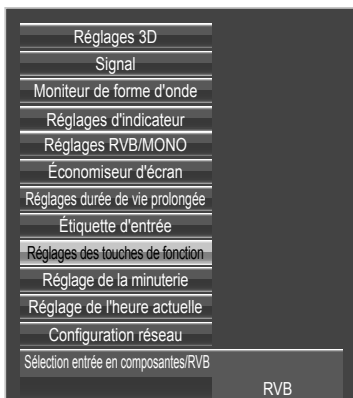 Réglages 3D
Signal
Moniteur de forme d'onde
Réglages d'indicateur
Réglages RVB/MONO
Économiseur d'écran
Réglages durée de vie prolongée
Étiquette d'entrée
Réglages des touches de fonction
Réglage de la minuterie
Réglage de l'heure actuelle
Configuration réseau
Sélection entrée en composantes/RVB
RVB